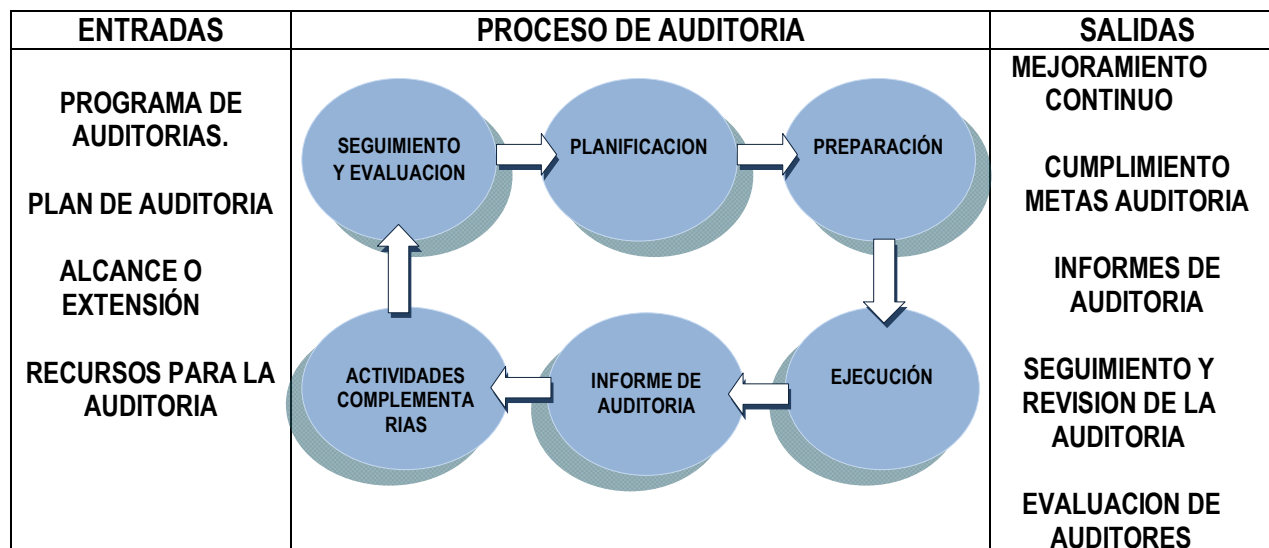 ENTRADAS
PROCESO DE AUDITORIA
SALIDAS
PROGRAMA DE
AUDITORIAS.
PLAN DE AUDITORIA
ALCANCE O
EXTENSIÓN
RECURSOS PARA LA
AUDITORIA
SEGUIMIENTO
Y EVALUACION
PLANIFICACION
PREPARACIÓN
EJECUCIÓN
INFORME DE
AUDITORIA
ACTIVIDADES
COMPLEMENTA
RIAS
MEJORAMIENTO
CONTINUO
CUMPLIMIENTO
METAS AUDITORIA
INFORMES DE
AUDITORIA
SEGUIMIENTO Y
REVISION DE LA
AUDITORIA
EVALUACION DE
AUDITORES